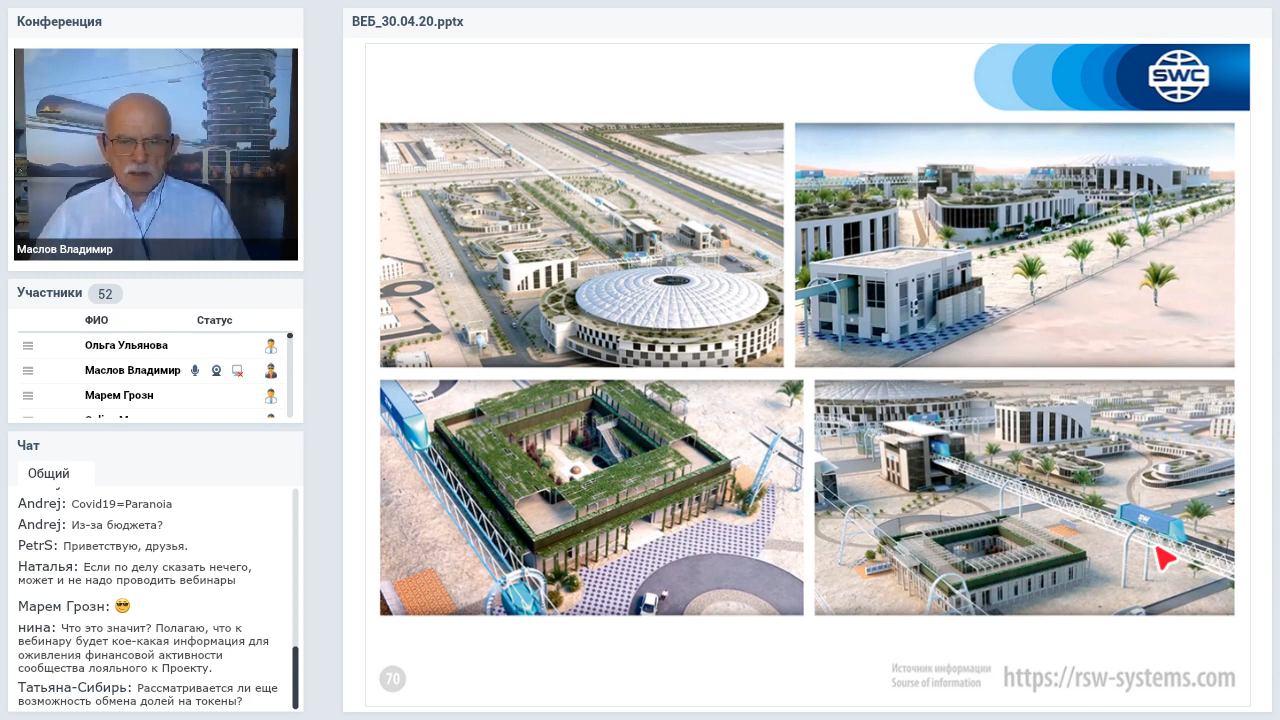 Конференция
Маслов Владимир
Участники 52
ФИО Статус
Ольга Ульянова
Маслов Владимир
Марем Грозн
Чат
Общий
Andrej: Covid19=Paranoia
Andrej: Из-за бюджета?
PetrS: Приветствую, друзья.
Наталья: Если по делу сказать нечего,
может и не надо проводить вебинары
Марем Грозн:
нина: Что это значит? Полагаю, что к
вебинару будет кое-какая информация для
оживления финансовой активности
сообщества лояльного к Проекту.
Татьяна-Сибирь: Рассматривается ли еще
возможность обмена долей на токены?
ВЕБ_30.04.20.pptx
SWC
70
Источник информации
Sourse of information
https://rsw-systems.com